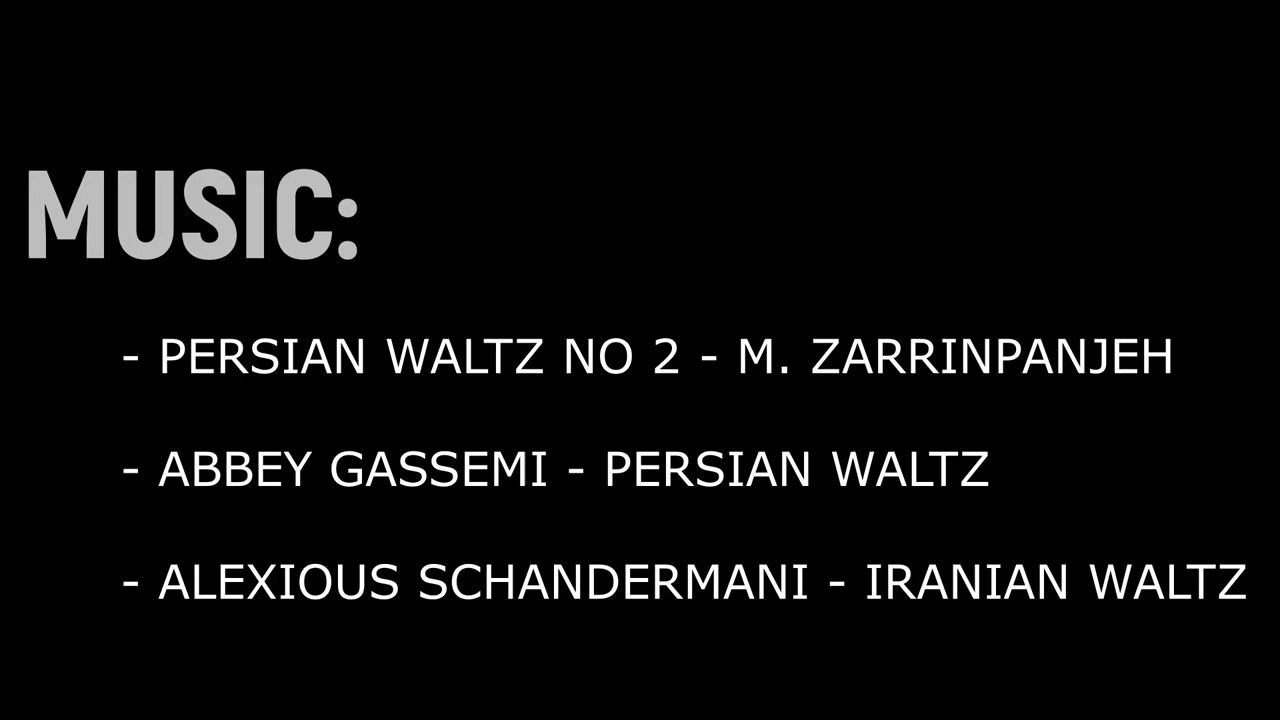 MUSIC:
- PERSIAN WALTZ NO 2 - M. ZARRINPANJEH
- ABBEY GASSEMI - PERSIAN WALTZ
- ALEXIOUS SCHANDERMANI - IRANIAN WALTZ